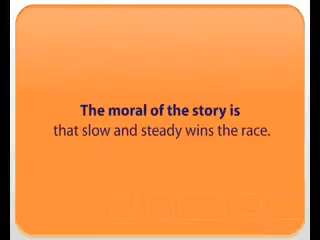 The moral of the story is
that slow and steady wins the race.